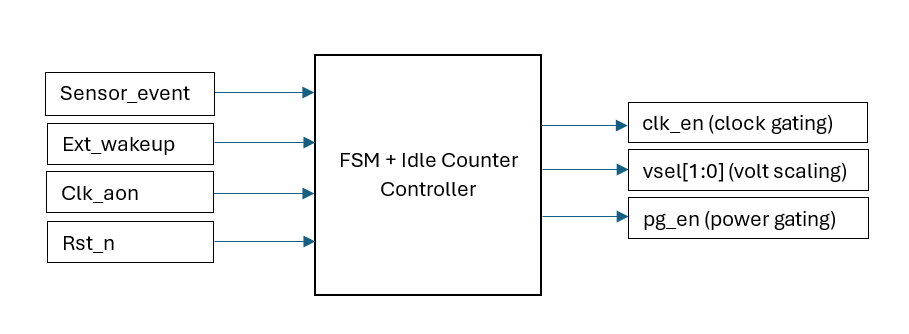 Sensor_event
Ext_wakeup
Clk_aon
Rst_n
FSM + Idle Counter
Controller
clk_en (clock gating)
vsel[1:0] (volt scaling)
pg_en (power gating)